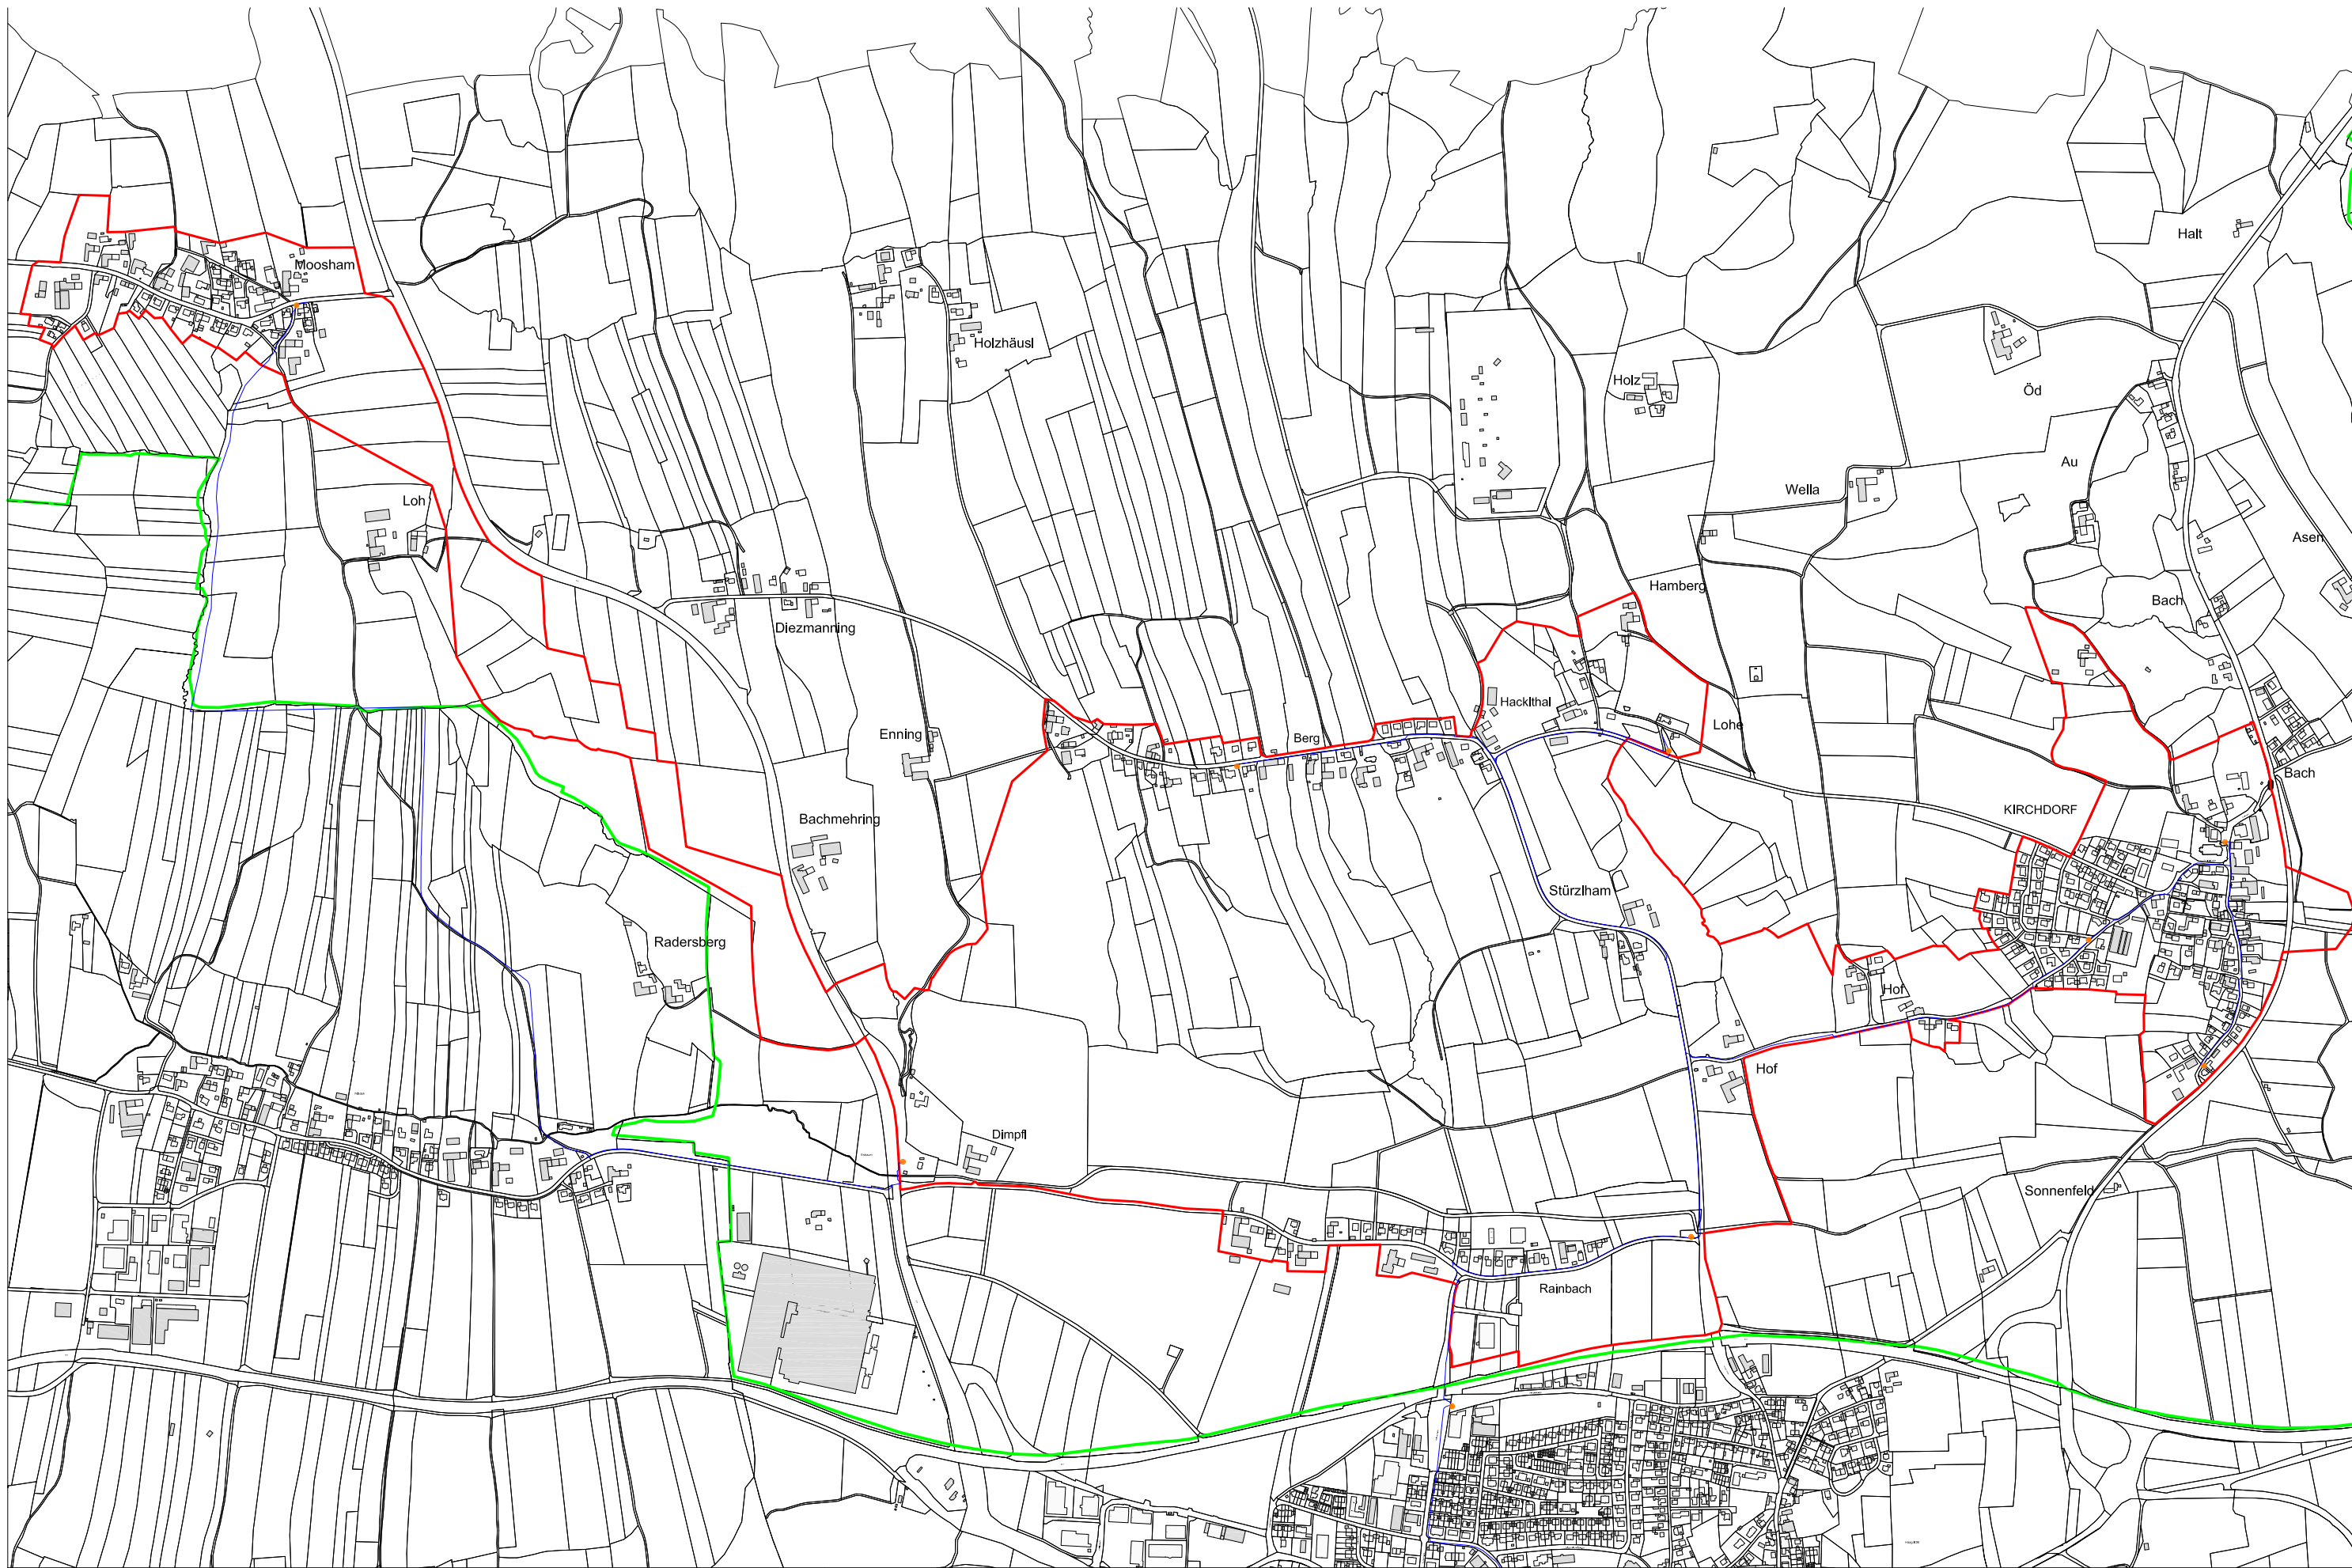 Halt
Moosham
Holzhäusl
Holz
Öd
Au
Wella
Loh
Asen
Hamberg
Bach
Diezmanning
Hacklthal
Lohe
Enning
Berg
Bach
KIRCHDORF
Bachmehring
Stürzlham
Radersberg
Hof
Hof
Dimpfl
Sonnenfeld
Rainbach